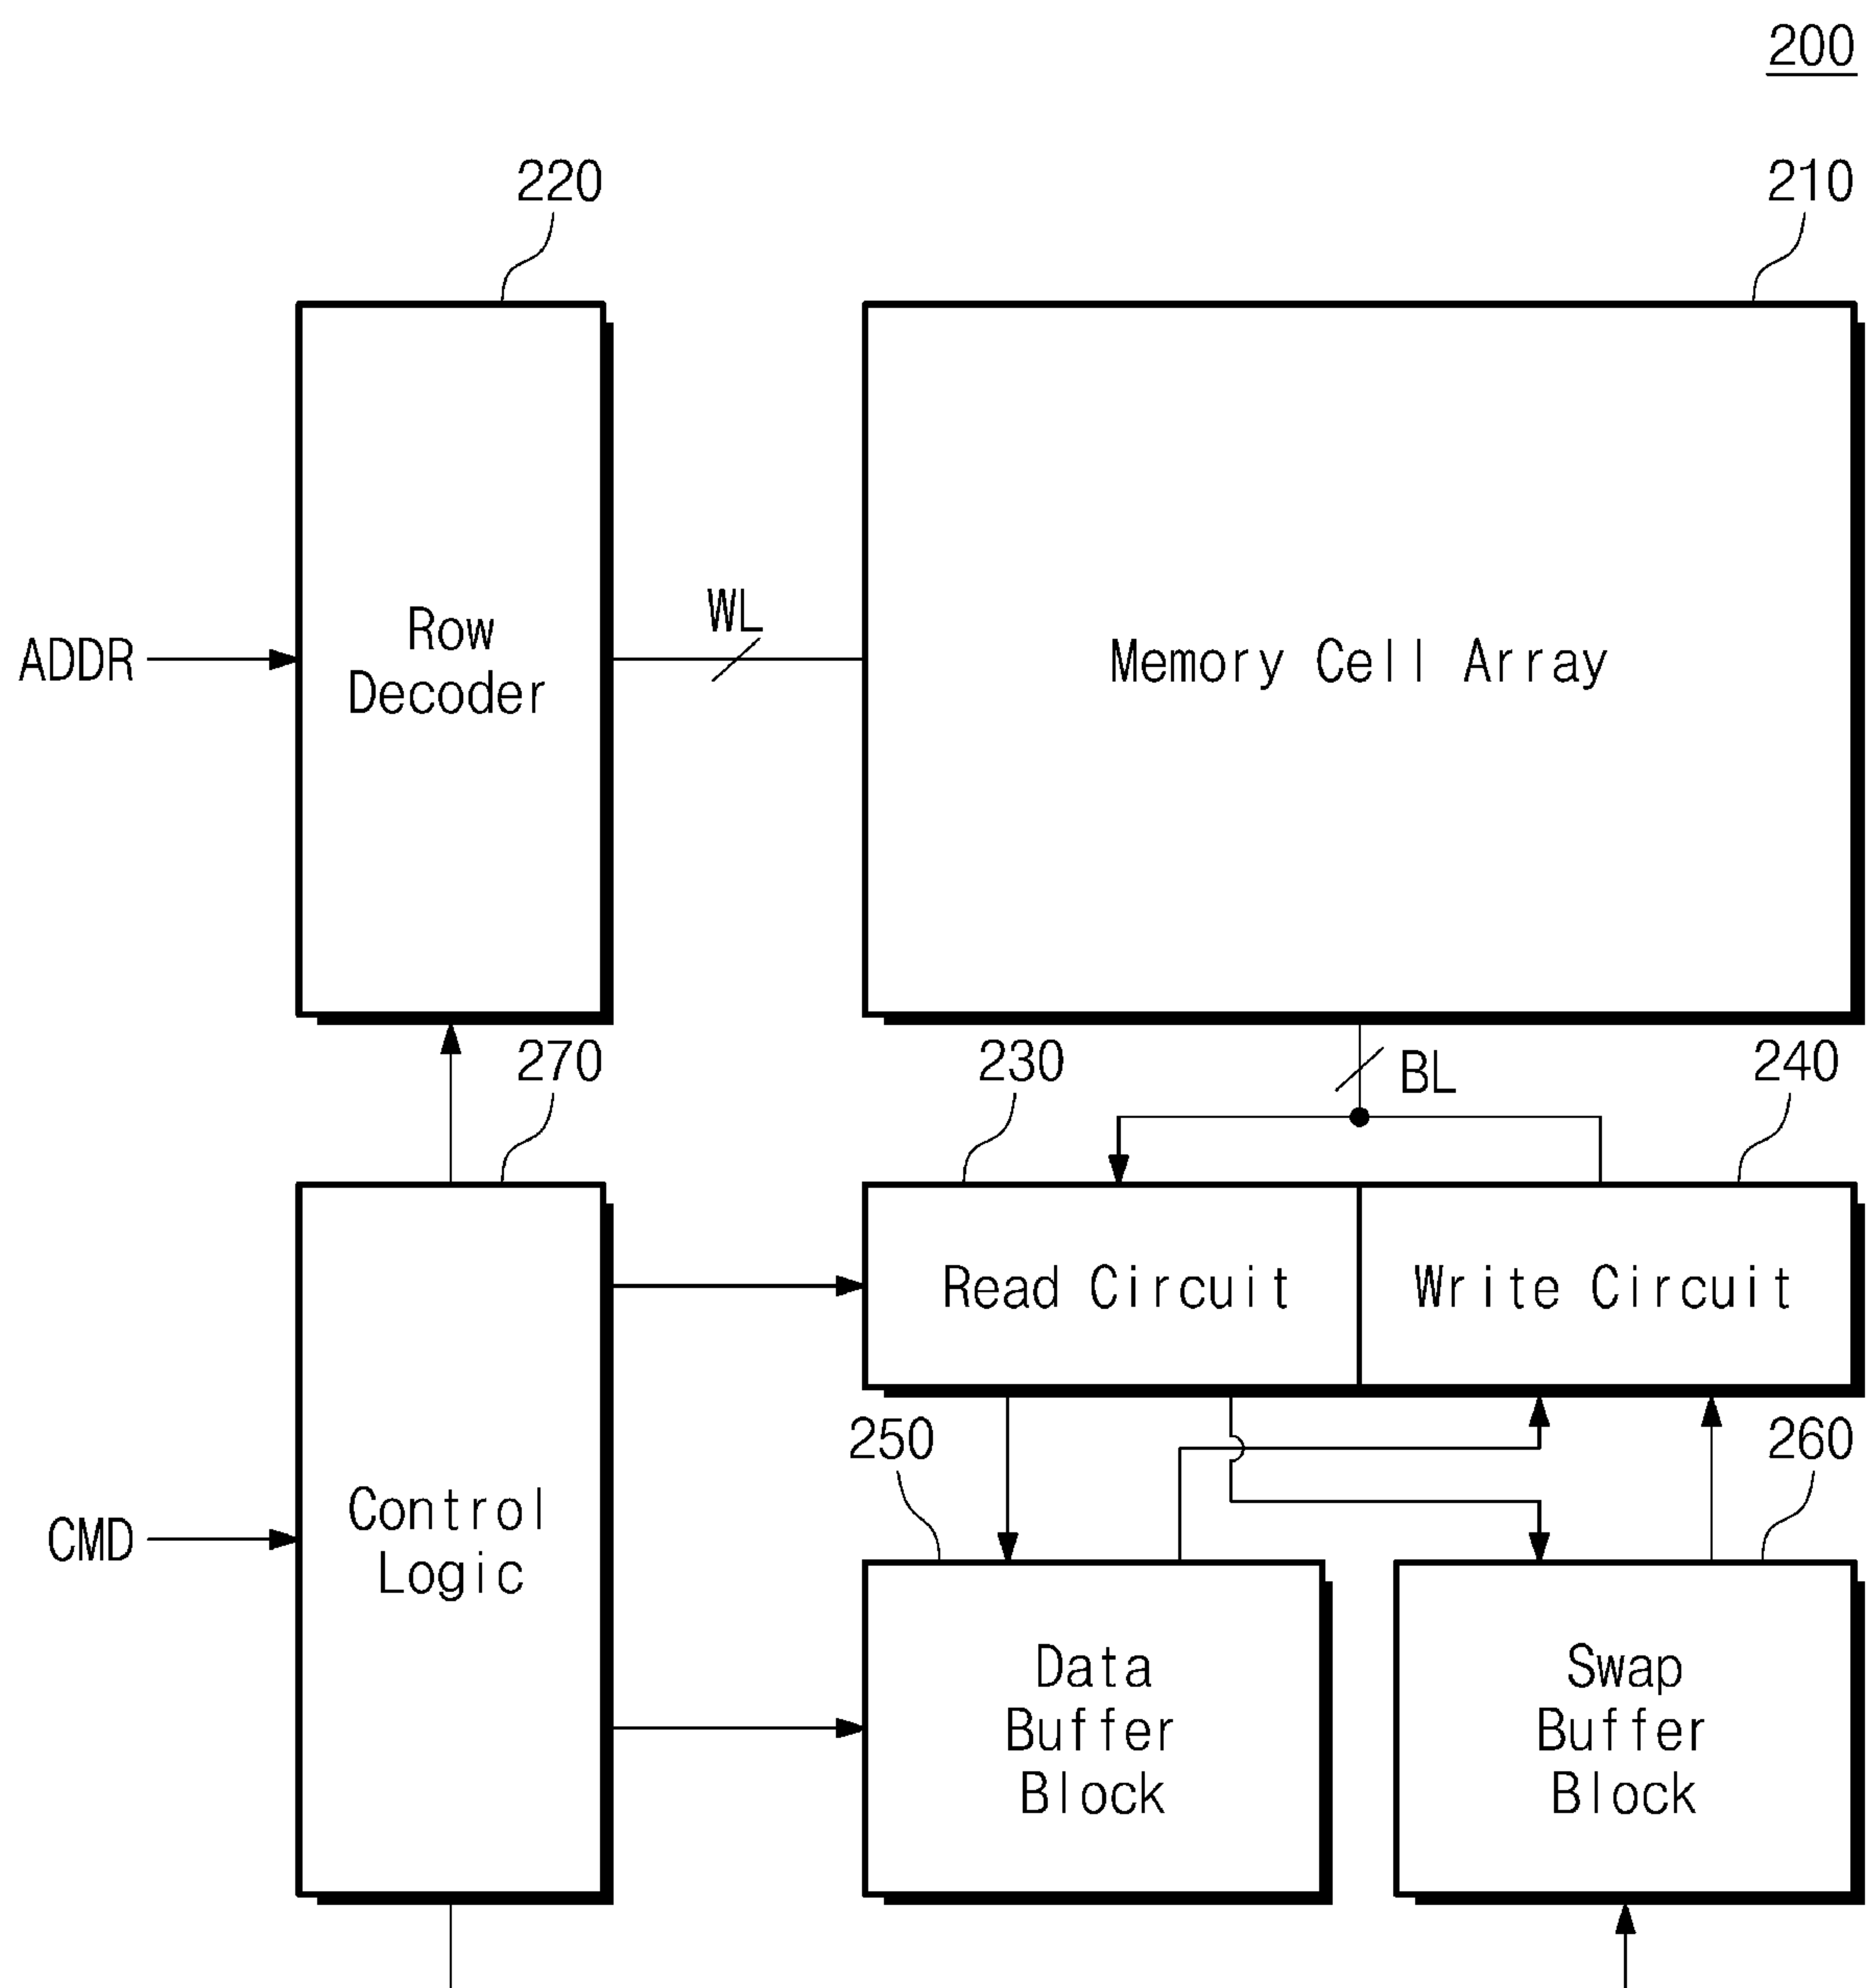 200
220
210
Row
Decoder
ADDR
WL
Memory Cell Array
270
230
BL
240
Read Circuit
Write Circuit
250
260
Control
Logic
CMD
Data
Buffer
Block
Swap
Buffer
Block